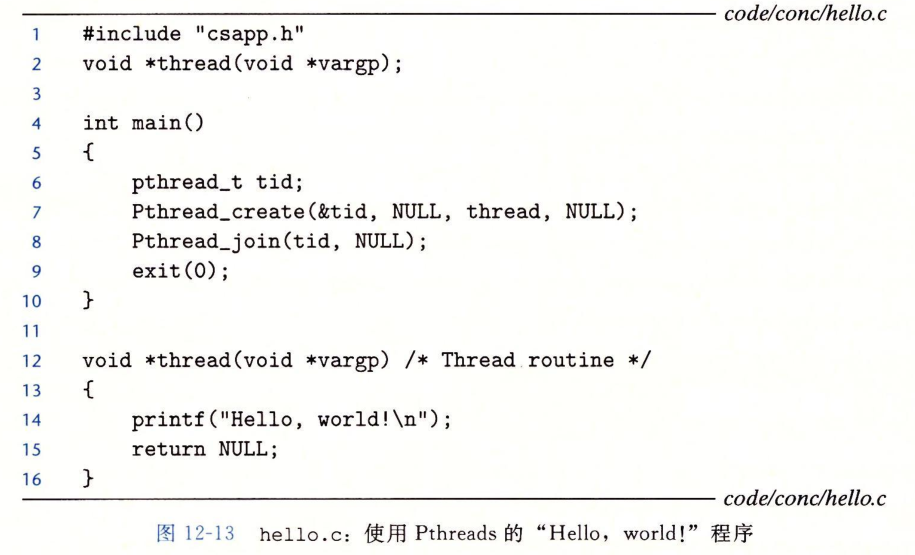 code/conc/hello.c
1 #include "csapp.h"
2 void *thread(void *vargp);
3
4 int main()
5 {
6     pthread_t tid;
7     Pthread_create(&tid, NULL, thread, NULL);
8     Pthread_join(tid, NULL);
9     exit(0);
10 }
11
12 void *thread(void *vargp) /* Thread routine */
13 {
14     printf("Hello, world!\n");
15     return NULL;
16 }
code/conc/hello.c
图 12-13 hello.c: 使用 Pthreads 的“Hello, world!”程序